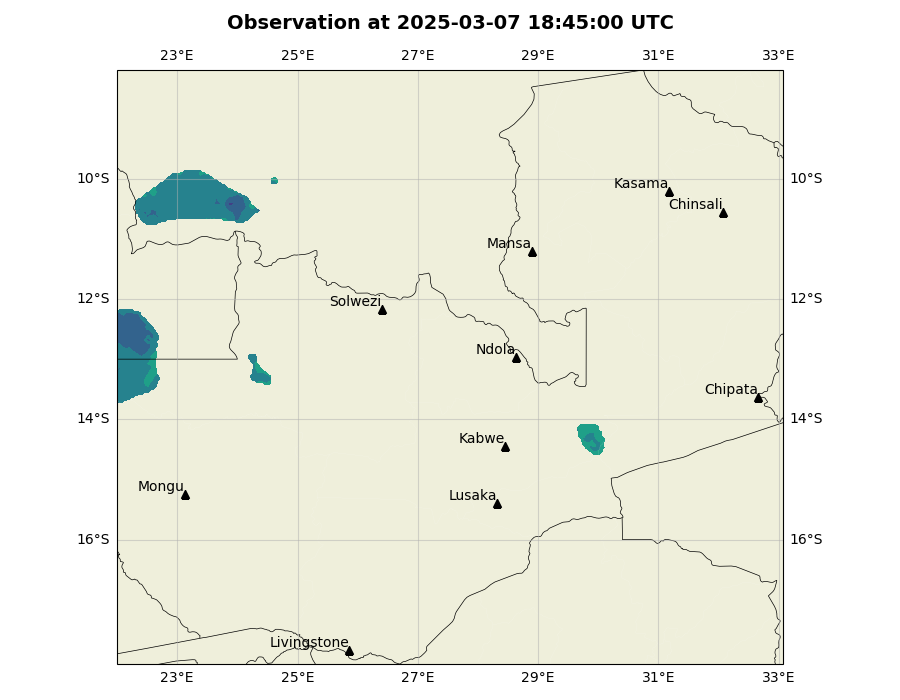 Observation at 2025-03-07 18:45:00 UTC
23°E 25°E 27°E 29°E 31°E 33°E
10°S 10°S
Kasama
Chinsali
Mansa
12°S 12°S
Solwezi
Ndola
Chipata
14°S 14°S
Kabwe
Mongu
Lusaka
16°S 16°S
Livingstone
23°E 25°E 27°E 29°E 31°E 33°E